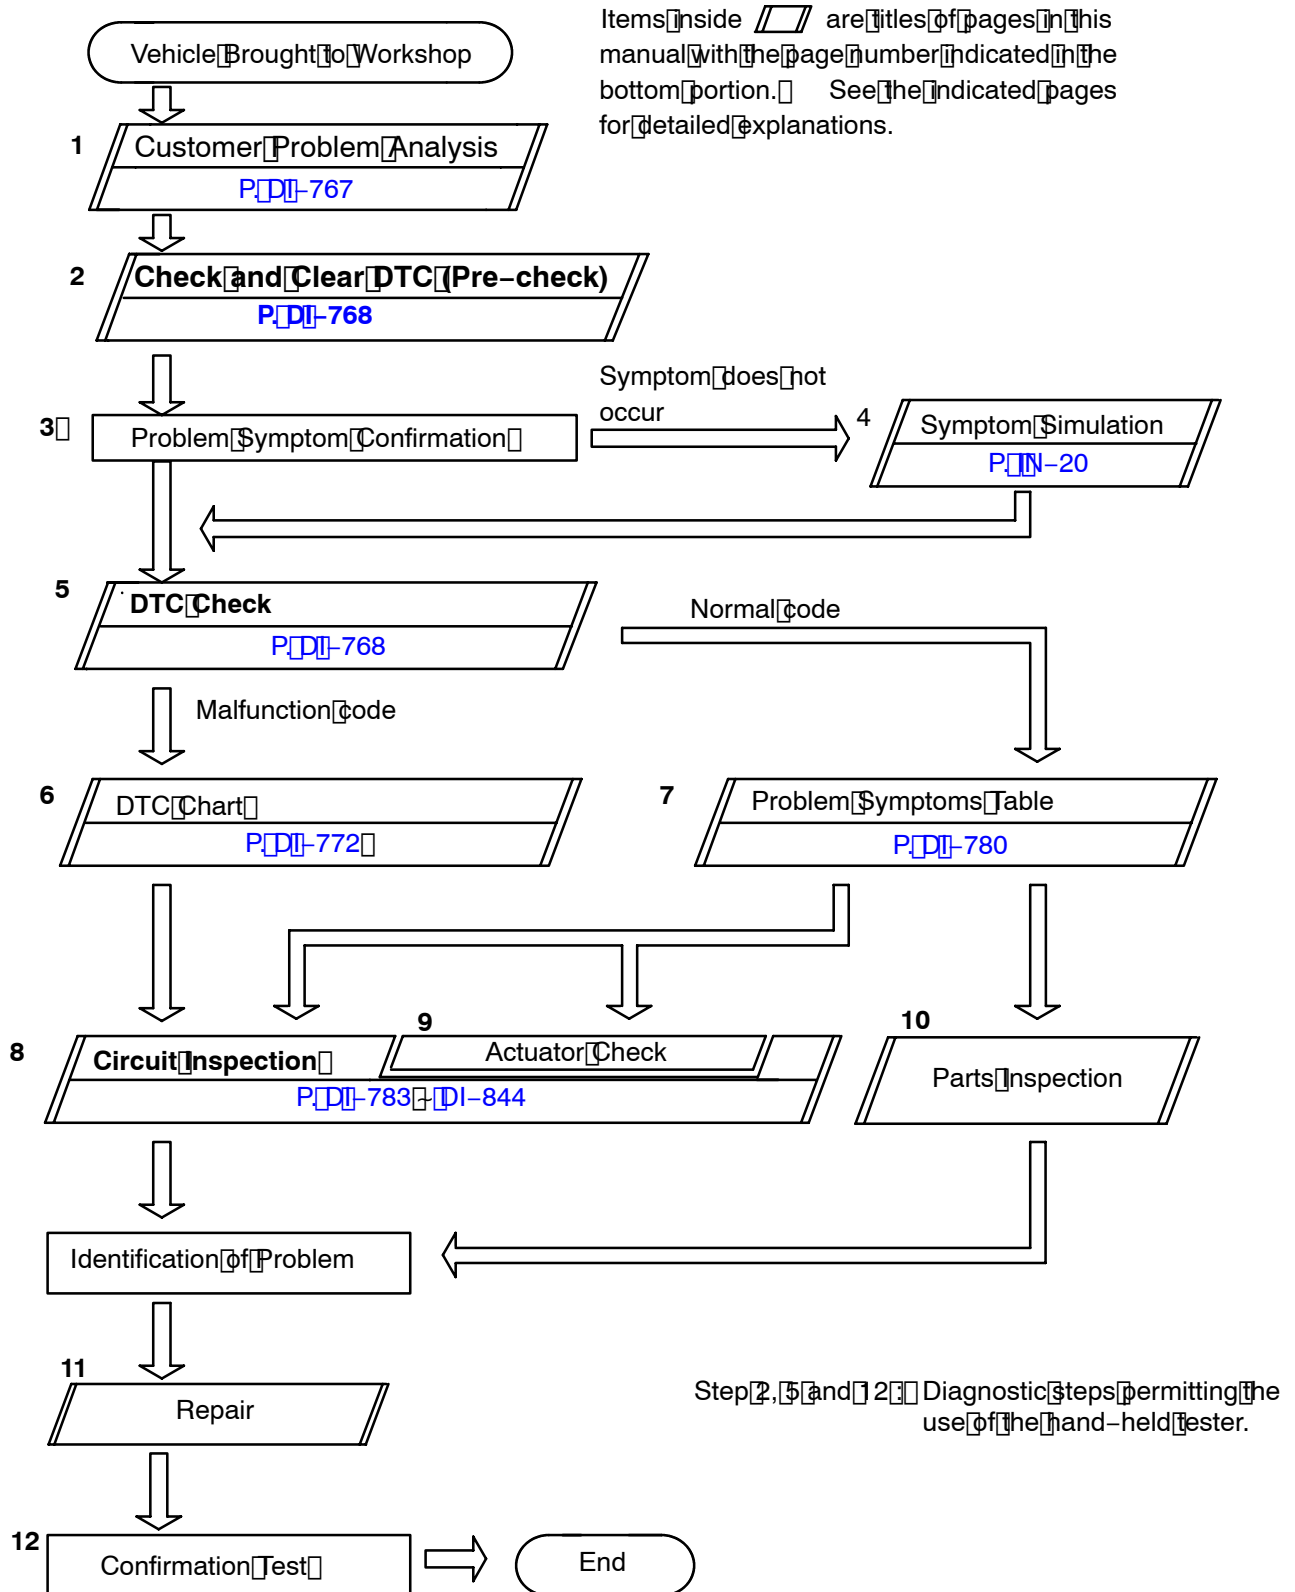 Vehicle Brought to Workshop
Items inside are titles of pages in this
manual with the page number indicated in the
bottom portion. See the indicated pages
for detailed explanations.
1
Customer Problem Analysis
P. DI–767
2
Check and Clear DTC (Pre–check)
P. DI–768
Symptom does not
occur
3
Problem Symptom Confirmation
4
Symptom Simulation
P. IN–20
5
DTC Check
P. DI–768
Normal code
Malfunction code
6
DTC Chart
P. DI–772
7
Problem Symptoms Table
P. DI–780
8
Circuit Inspection
P. DI–783 ~ DI–844
9
Actuator Check
10
Parts Inspection
Identification of Problem
11
Repair
Step 2, 5 and 12 : Diagnostic steps permitting the
use of the hand–held tester.
12
Confirmation Test
End